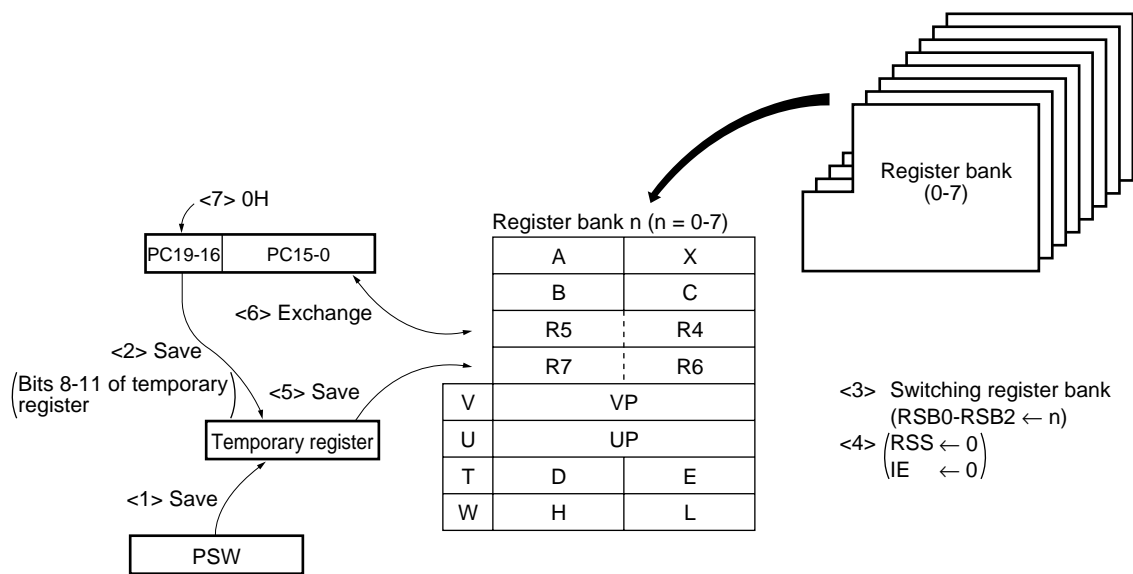 Register bank
(0-7)
<7> 0H
Register bank n (n = 0-7)
PC19-16 PC15-0
A X
B C
<6> Exchange
R5 R4
<2> Save
R7 R6
(Bits 8-11 of temporary
register)
<5> Save
V VP
<3> Switching register bank
(RSB0-RSB2 ← n)
Temporary register
U UP
<4> (RSS ← 0
IE ← 0)
T D E
<1> Save
W H L
PSW